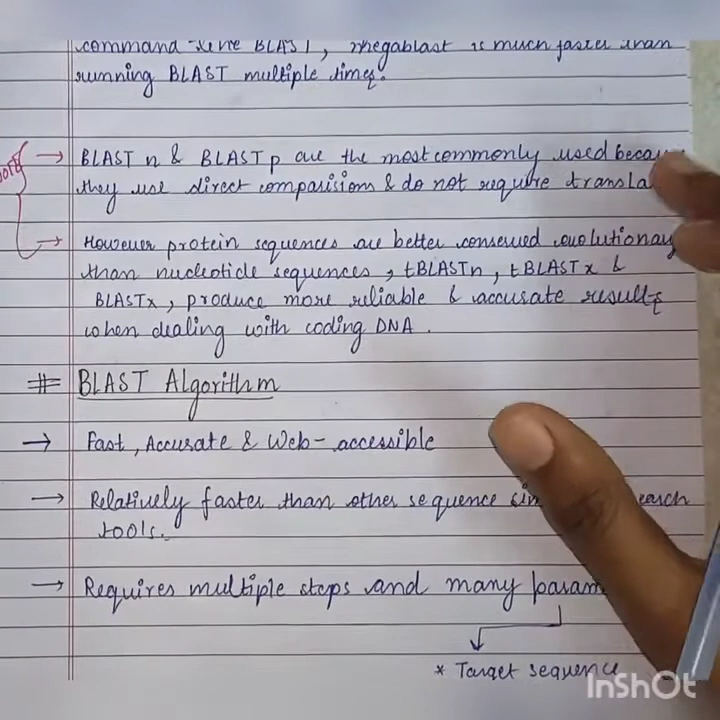 command-line BLAST, megablast is much faster than
running BLAST multiple times.
→ BLAST n & BLAST p are the most commonly used
they use direct comparisions & do not require
→ However protein sequences are better conserved evolutionary
than nucleotide sequences, tBLASTn, tBLASTx &
BLASTx, produce more reliable & accurate results
when dealing with coding DNA.
# BLAST Algorithm
→ Fast, Accurate & Web-accessible
→ Relatively faster than other sequence
tools.
→ Requires multiple steps and many
* Target sequence
InShOt